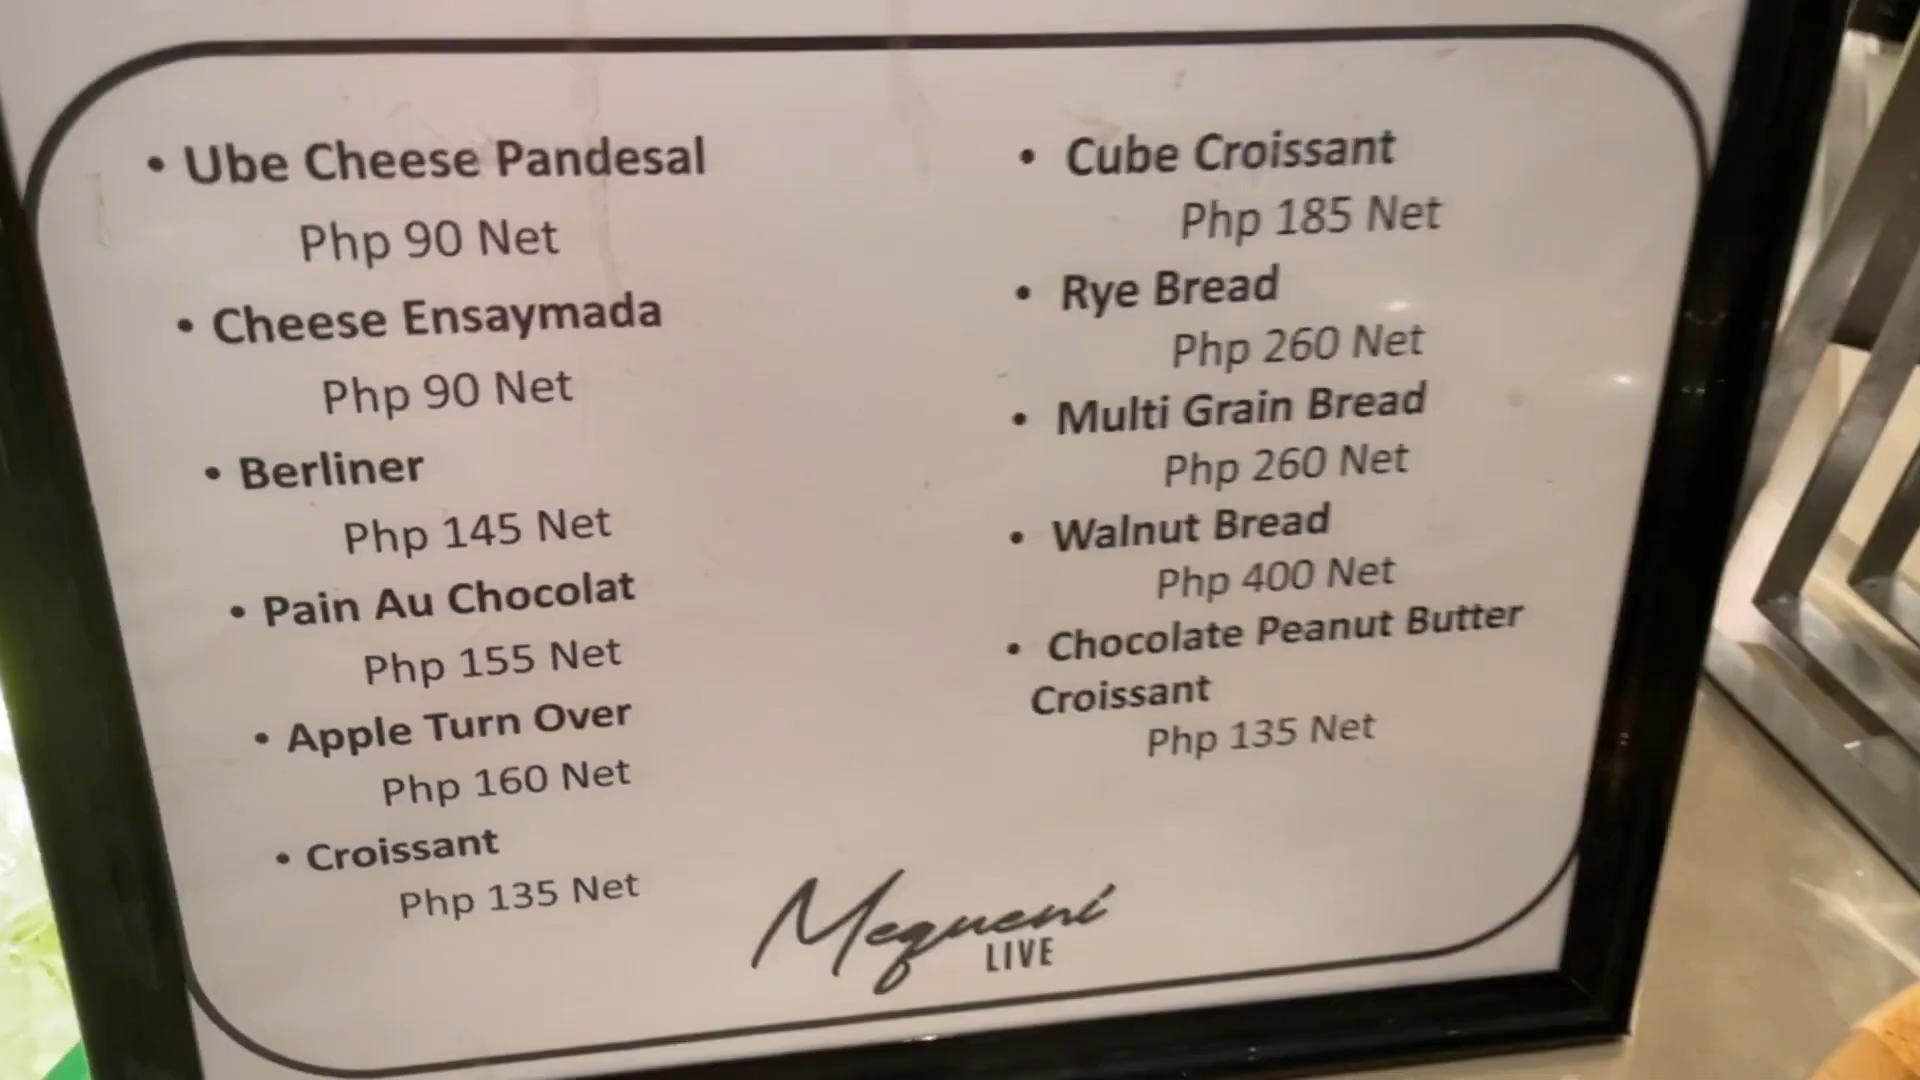 • Ube Cheese Pandesal
Php 90 Net
• Cheese Ensaymada
Php 90 Net
• Berliner
Php 145 Net
• Pain Au Chocolat
Php 155 Net
• Apple Turn Over
Php 160 Net
• Croissant
Php 135 Net
• Cube Croissant
Php 185 Net
• Rye Bread
Php 260 Net
• Multi Grain Bread
Php 260 Net
• Walnut Bread
Php 400 Net
• Chocolate Peanut Butter
Croissant
Php 135 Net
Mequeni
LIVE